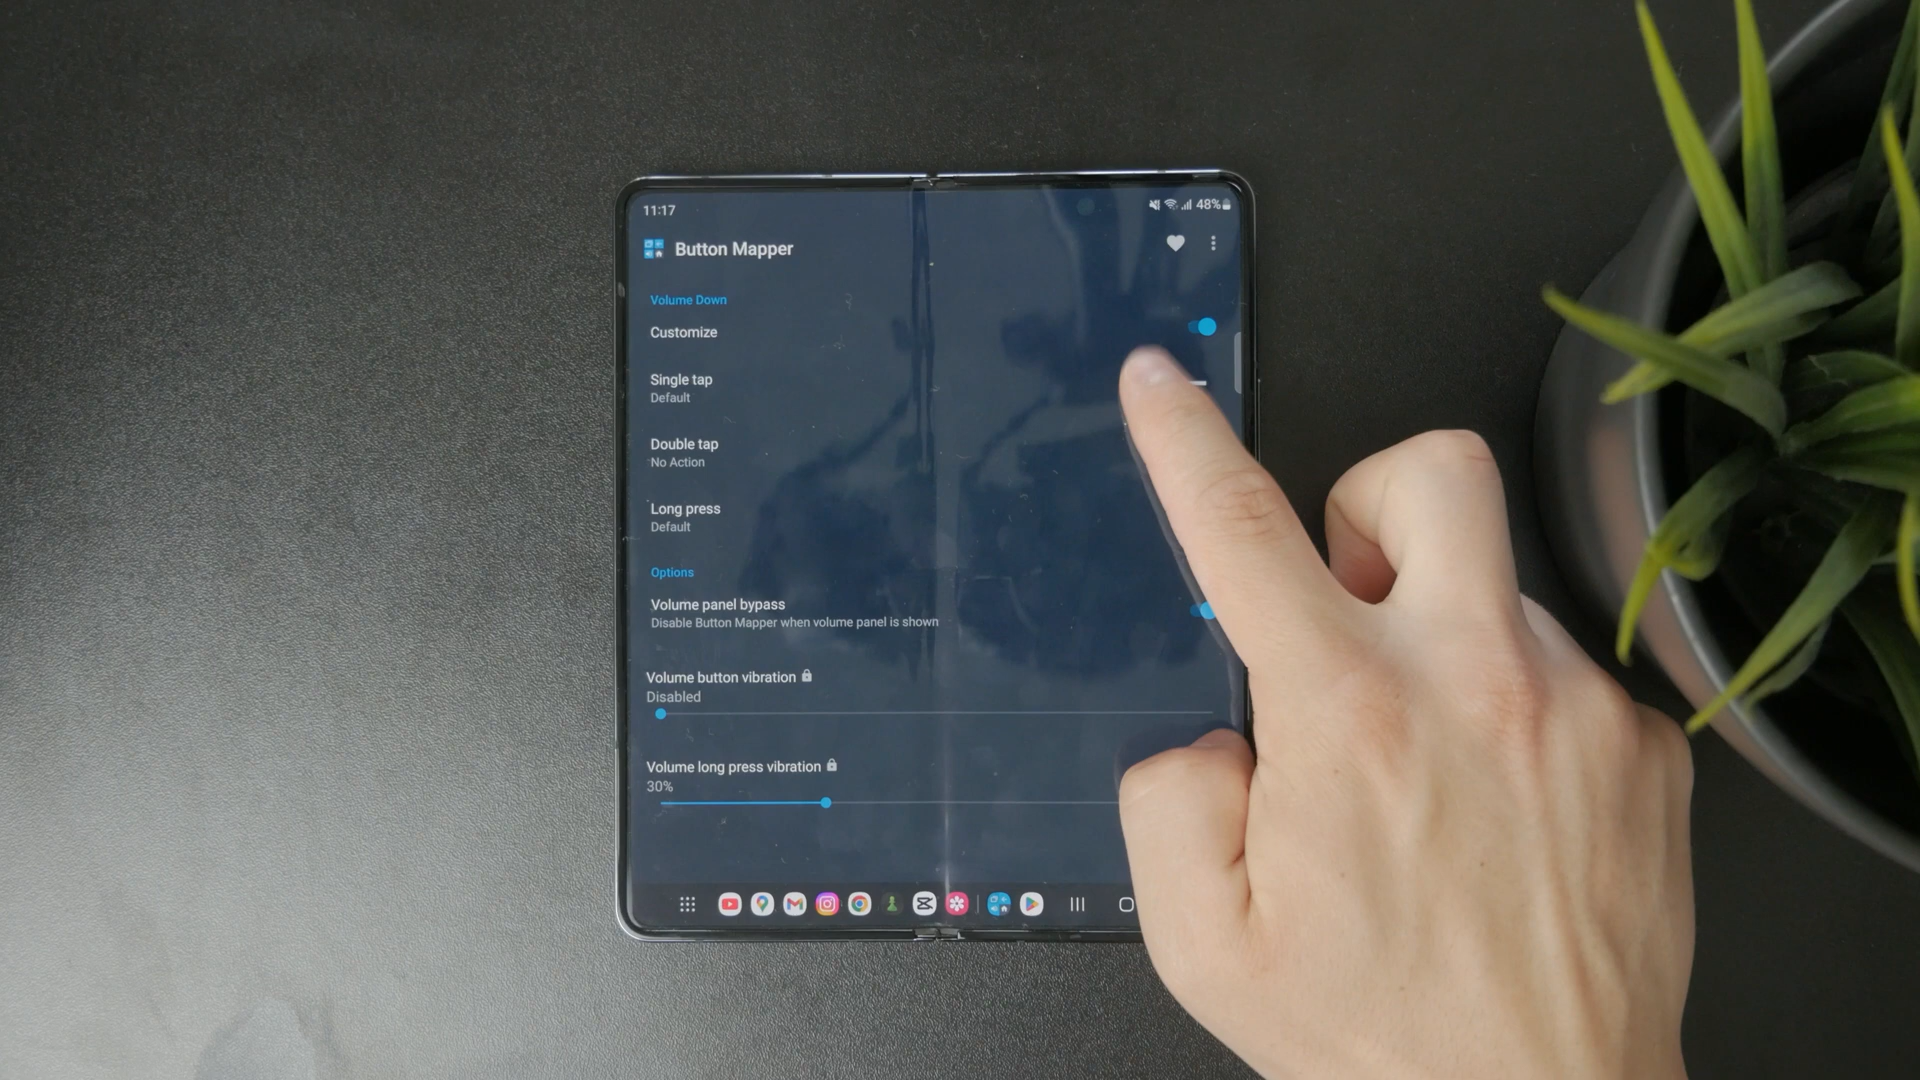 11:17
48%
Button Mapper
Volume Down
Customize
Single tap
Default
Double tap
No Action
Long press
Default
Options
Volume panel bypass
Disable Button Mapper when volume panel is shown
Volume button vibration
Disabled
Volume long press vibration
30%